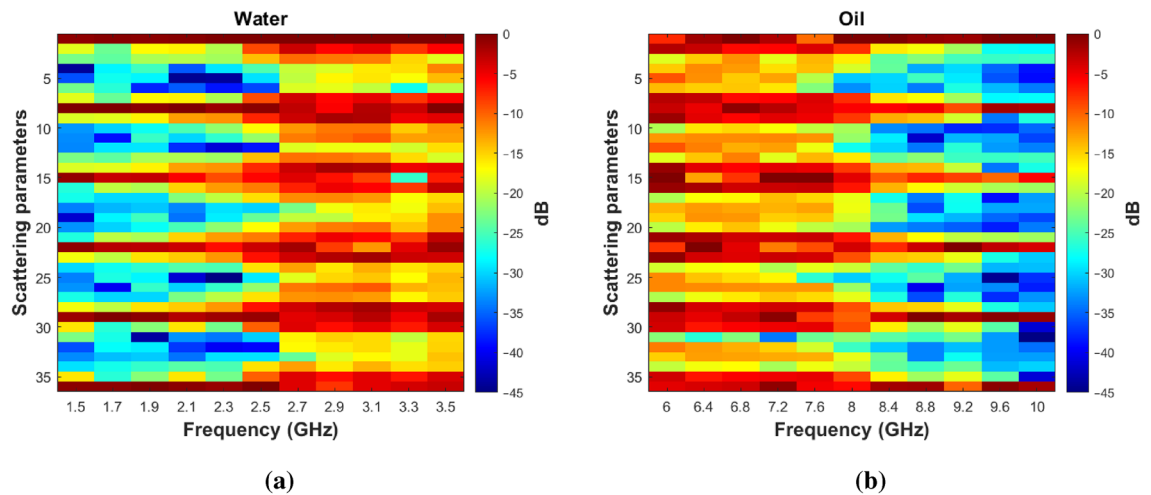 Water
Scattering parameters
5
10
15
20
25
30
35
1.5 1.7 1.9 2.1 2.3 2.5 2.7 2.9 3.1 3.3 3.5
Frequency (GHz)
0
−5
−10
−15
−20
−25
−30
−35
−40
−45
dB
(a)
Oil
Scattering parameters
5
10
15
20
25
30
35
6 6.4 6.8 7.2 7.6 8 8.4 8.8 9.2 9.6 10
Frequency (GHz)
0
−5
−10
−15
−20
−25
−30
−35
−40
−45
dB
(b)